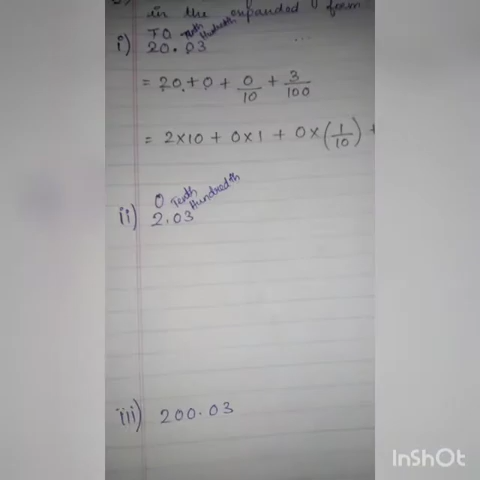 in the expanded form
T O Tenth Hundredth
i) 20.03
= 20 + 0 + 0/10 + 3/100
= 2×10 + 0×1 + 0×(1/10) +
O Tenth Hundredth
ii) 2.03
iii) 200.03
InShOt